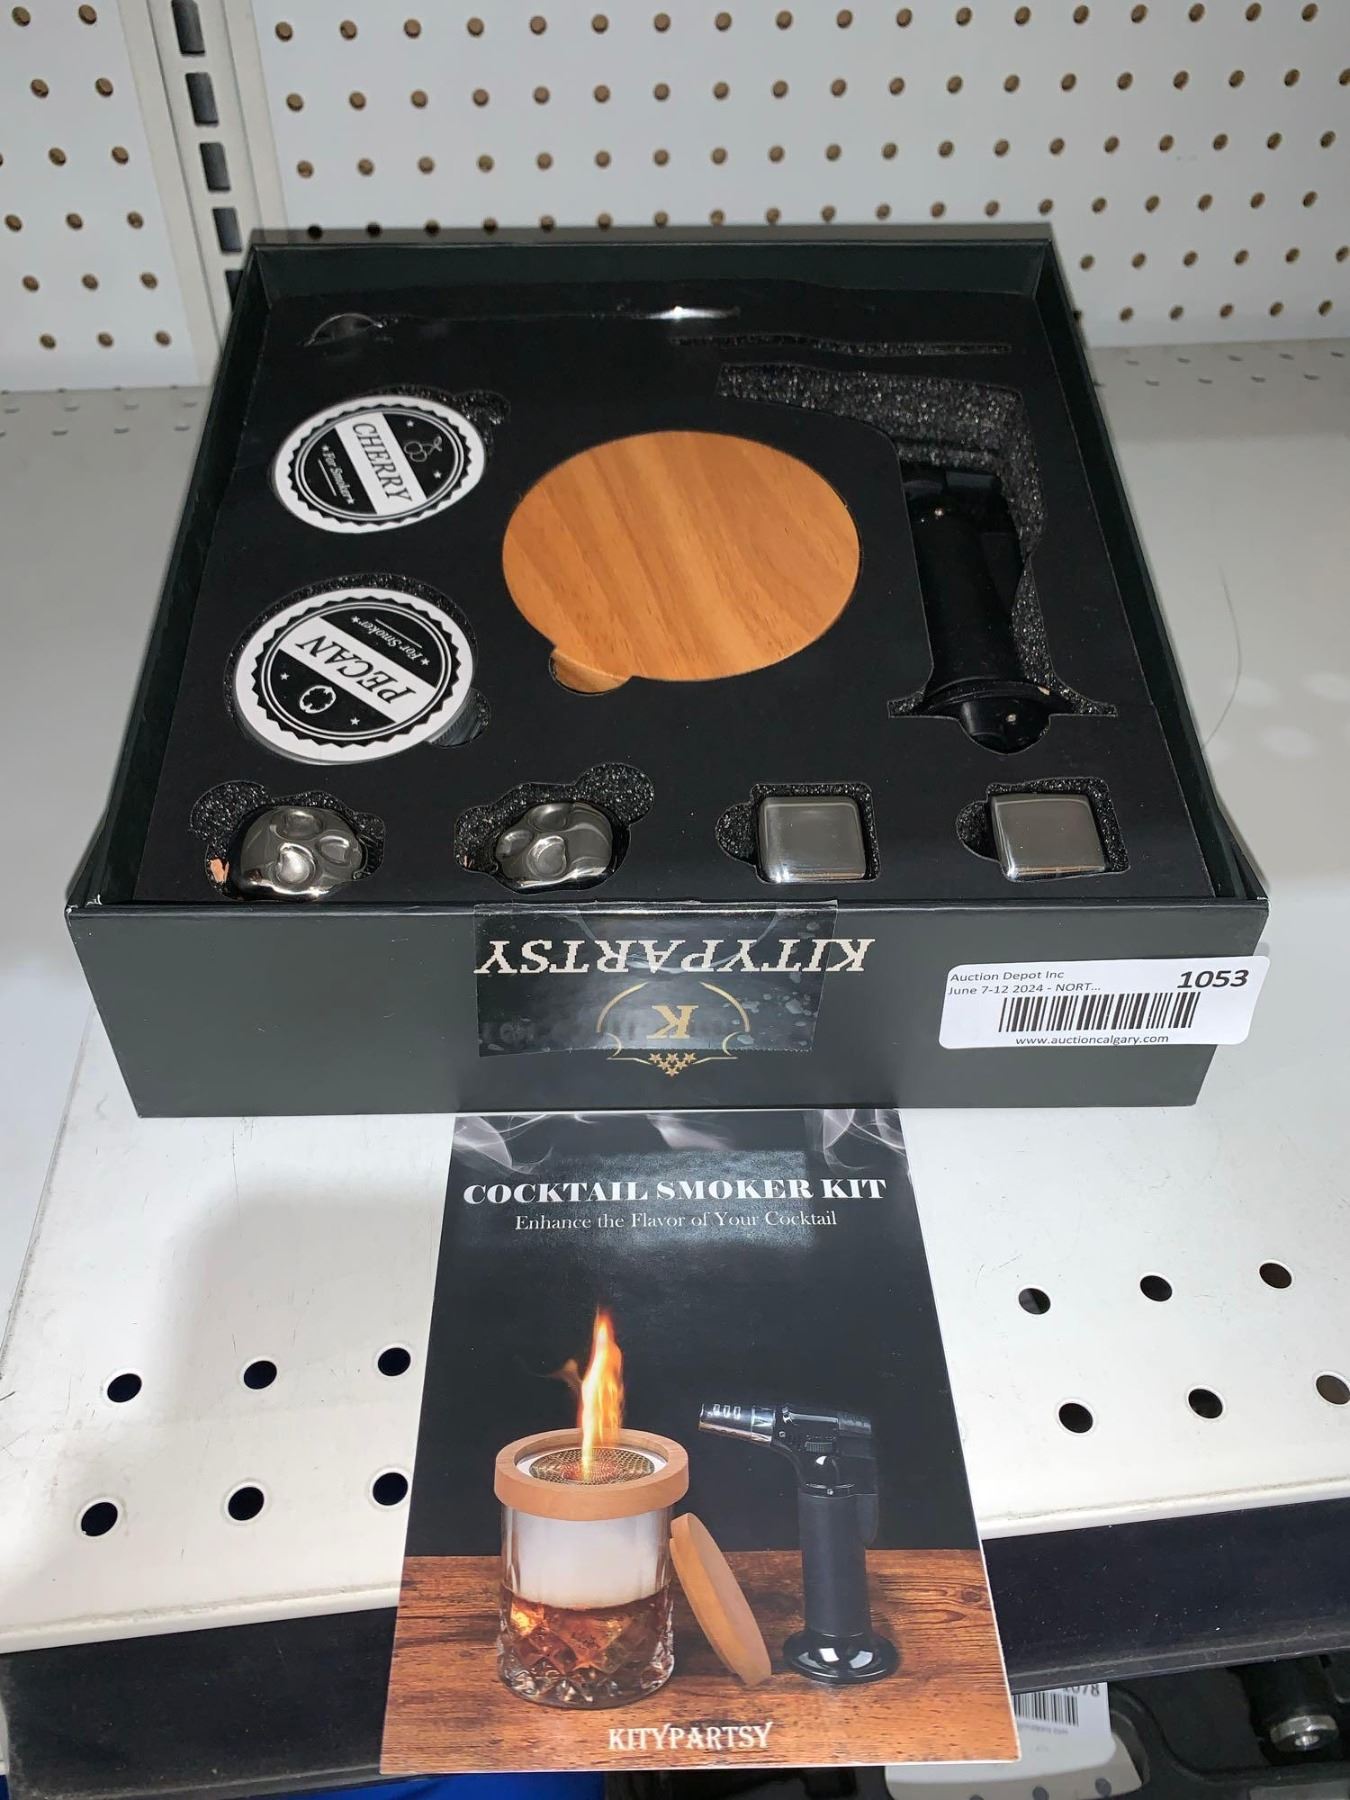 CHERRY
★For Smoker★
PECAN
★For Smoker★
KITYPARTSY
K
Auction Depot Inc
1053
June 7-12 2024 - NORT...
www.auctioncalgary.com
COCKTAIL SMOKER KIT
Enhance the Flavor of Your Cocktail
KITYPARTSY